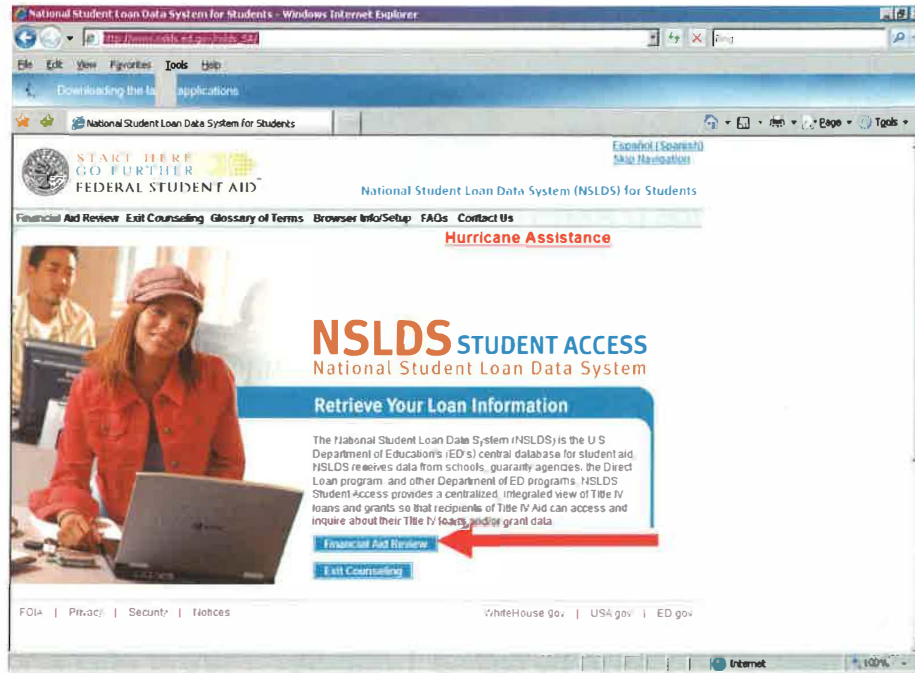 National Student Loan Data System for Students - Windows Internet Explorer
File Edit View Favorites Tools Help
Downloading the la applications
National Student Loan Data System for Students
Page Tools
Español (Spanish)
Skip Navigation
START HERE
GO FURTHER
FEDERAL STUDENT AID
National Student Loan Data System (NSLDS) for Students
Financial Aid Review Exit Counseling Glossary of Terms Browser Info/Setup FAQs Contact Us
Hurricane Assistance
NSLDS STUDENT ACCESS
National Student Loan Data System
Retrieve Your Loan Information
The National Student Loan Data System (NSLDS) is the U S
Department of Education's (ED's) central database for student aid.
NSLDS receives data from schools, guaranty agencies, the Direct
Loan program, and other Department of ED programs. NSLDS
Student Access provides a centralized, integrated view of Title IV
loans and grants so that recipients of Title IV Aid can access and
inquire about their Title IV loans and/or grant data
Financial Aid Review
Exit Counseling
FOIA | Privacy | Security | Notices
WhiteHouse gov | USA gov | ED gov
Internet
100%